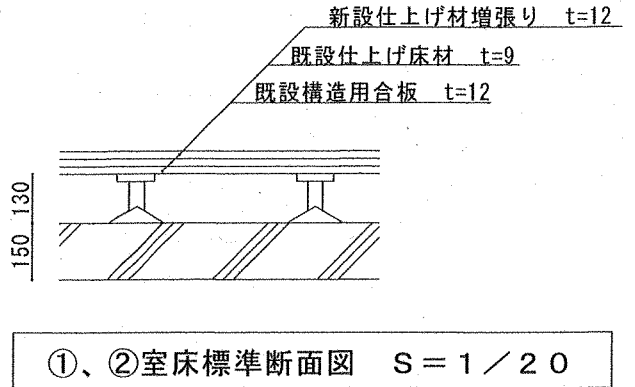 新設仕上げ材増張り t=12
既設仕上げ床材 t=9
既設構造用合板 t=12
130
150
①、②室床標準断面図 S=1/20